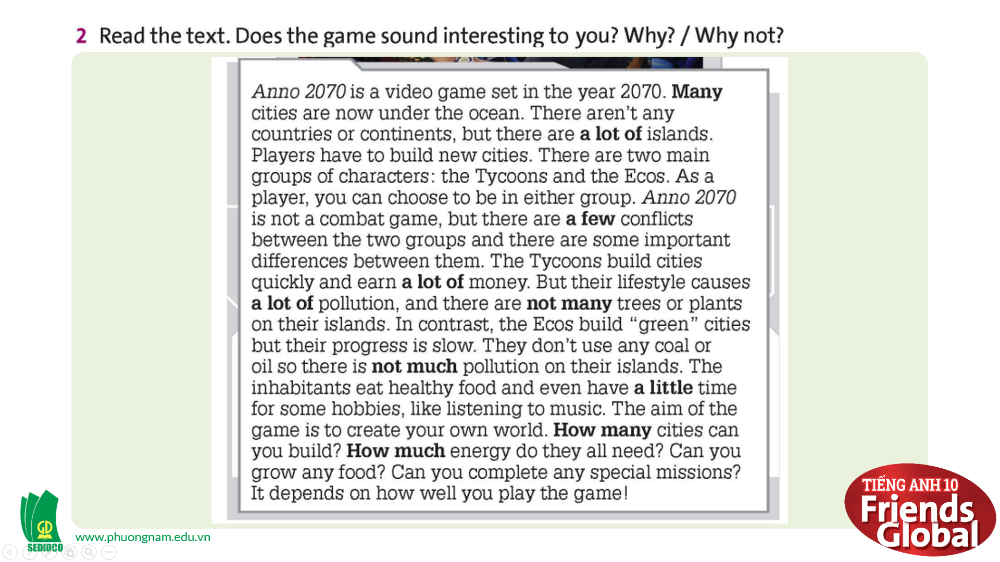 2 Read the text. Does the game sound interesting to you? Why? / Why not?
Anno 2070 is a video game set in the year 2070. Many
cities are now under the ocean. There aren’t any
countries or continents, but there are a lot of islands.
Players have to build new cities. There are two main
groups of characters: the Tycoons and the Ecos. As a
player, you can choose to be in either group. Anno 2070
is not a combat game, but there are a few conflicts
between the two groups and there are some important
differences between them. The Tycoons build cities
quickly and earn a lot of money. But their lifestyle causes
a lot of pollution, and there are not many trees or plants
on their islands. In contrast, the Ecos build “green” cities
but their progress is slow. They don’t use any coal or
oil so there is not much pollution on their islands. The
inhabitants eat healthy food and even have a little time
for some hobbies, like listening to music. The aim of the
game is to create your own world. How many cities can
you build? How much energy do they all need? Can you
grow any food? Can you complete any special missions?
It depends on how well you play the game!
GD
SEDIDCO
www.phuongnam.edu.vn
TIẾNG ANH 10
Friends
Global